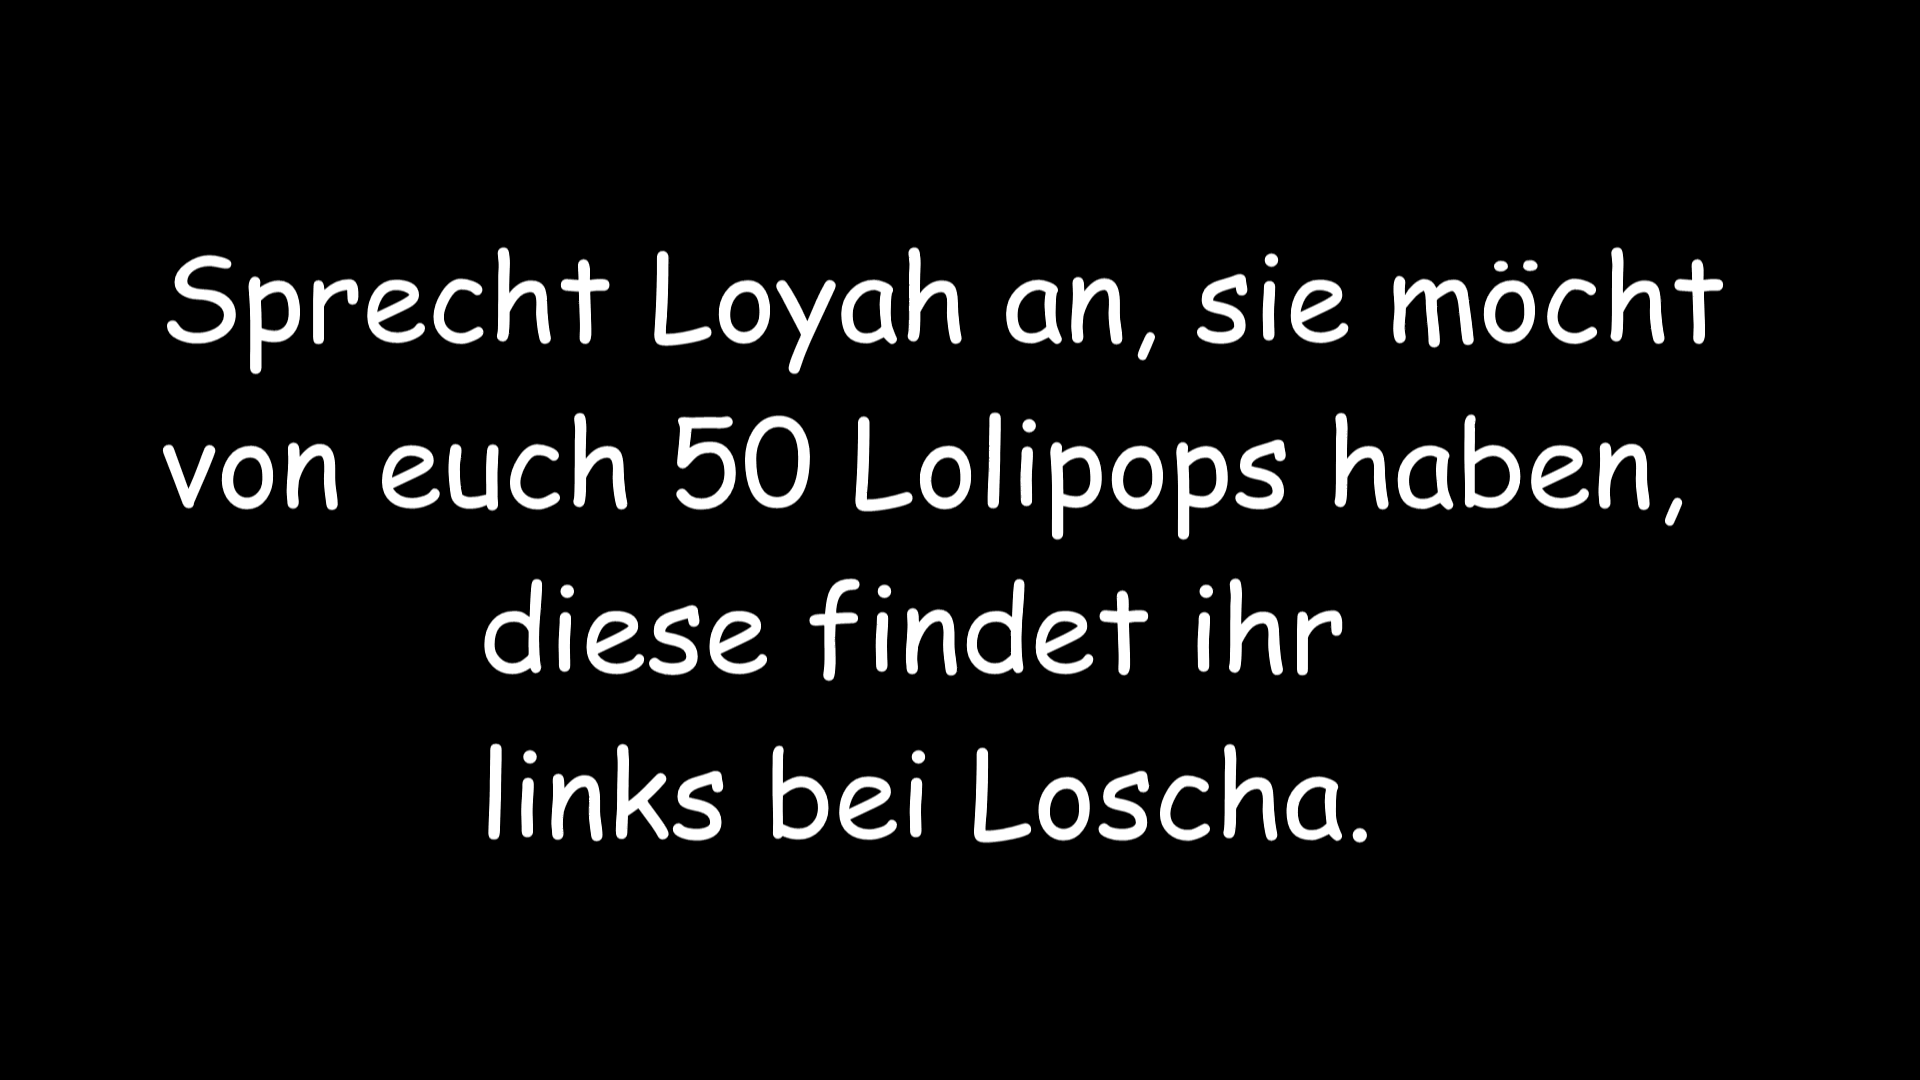 Sprecht Loyah an, sie möcht
von euch 50 Lolipops haben,
diese findet ihr
links bei Loscha.